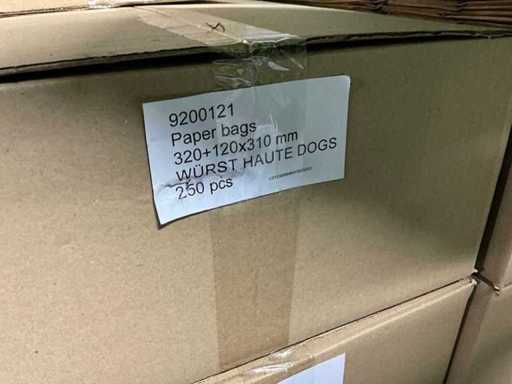 9200121
Paper bags
320+120x310 mm
WÜRST HAUTE DOGS
250 pcs